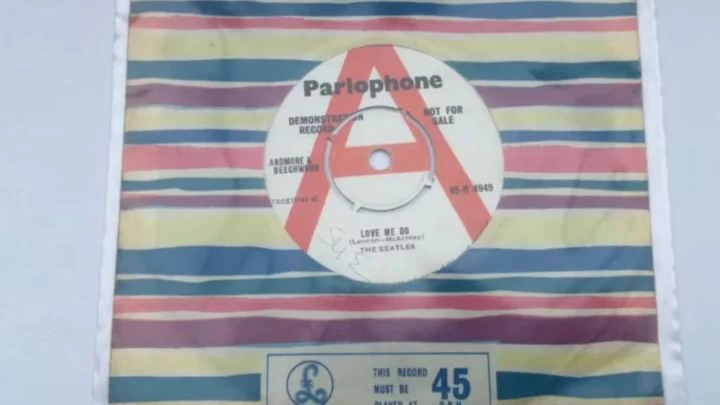 Parlophone
DEMONSTRATION
RECORD
NOT FOR
SALE
ARDMORE &
BEECHWOOD
45-R 4949
LOVE ME DO
(Lennon—McArtney)
THE BEATLES
THIS RECORD
MUST BE
PLAYED AT
45
R.P.M.